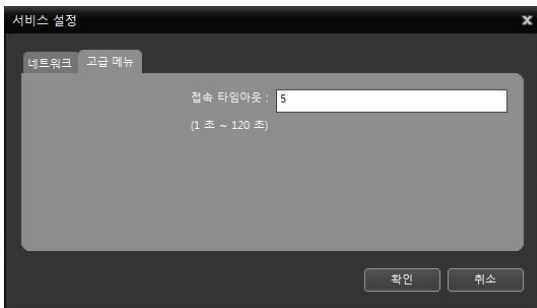 서비스 설정
x
네트워크 고급 메뉴
접속 타임아웃 : 5
(1 초 ~ 120 초)
확인 취소